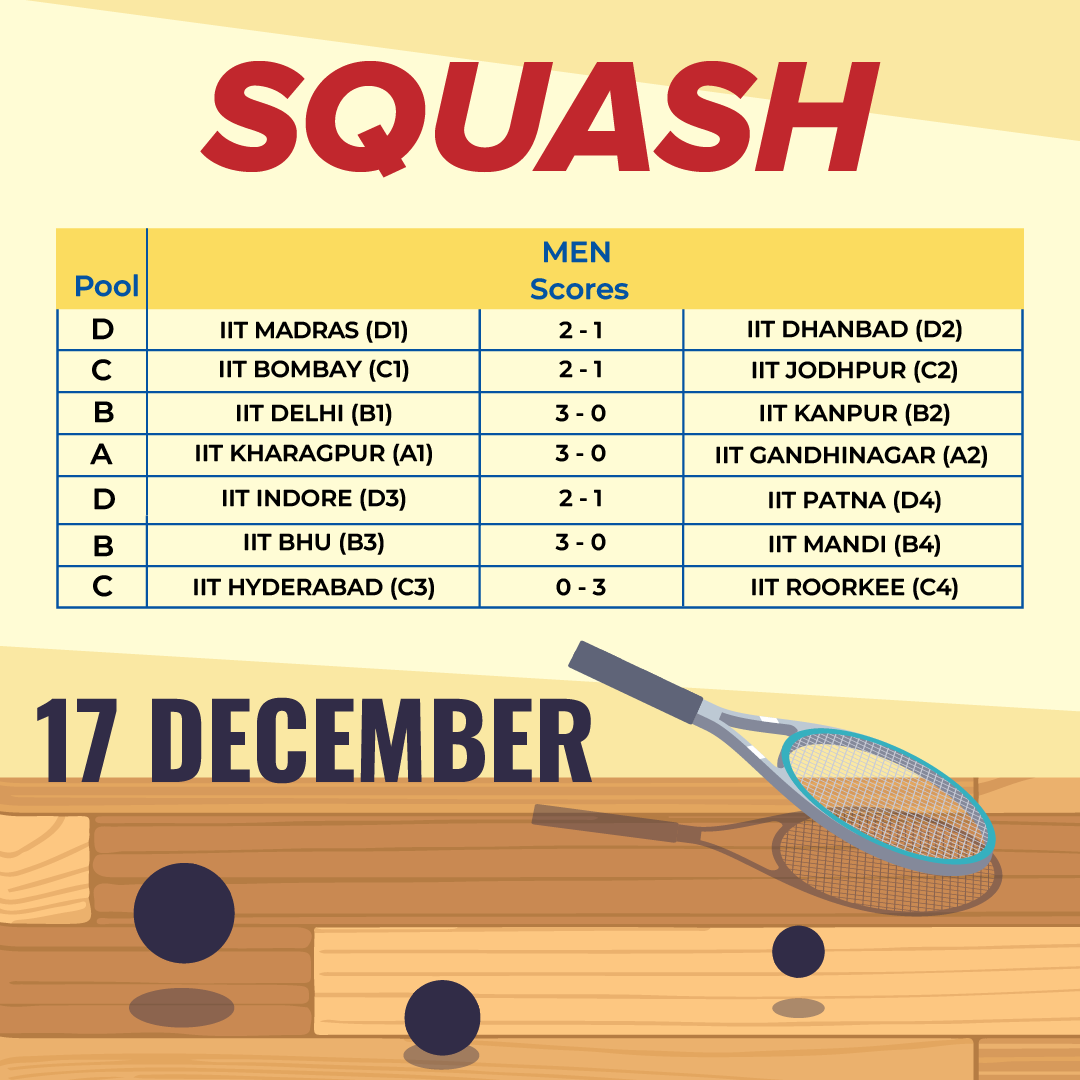 SQUASH
MEN
Pool Scores
D IIT MADRAS (D1) 2 - 1 IIT DHANBAD (D2)
C IIT BOMBAY (C1) 2 - 1 IIT JODHPUR (C2)
B IIT DELHI (B1) 3 - 0 IIT KANPUR (B2)
A IIT KHARAGPUR (A1) 3 - 0 IIT GANDHINAGAR (A2)
D IIT INDORE (D3) 2 - 1 IIT PATNA (D4)
B IIT BHU (B3) 3 - 0 IIT MANDI (B4)
C IIT HYDERABAD (C3) 0 - 3 IIT ROORKEE (C4)
17 DECEMBER